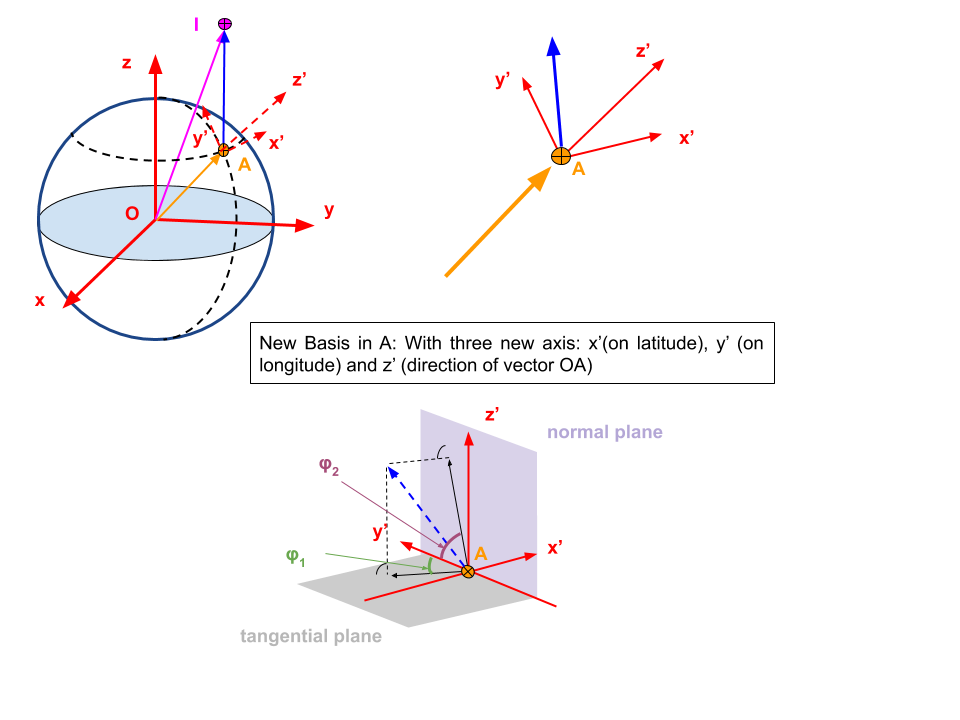 I
z
z’
y’
x’
A
O
y
x
z’
y’
x’
A
New Basis in A: With three new axis: x’(on latitude), y’ (on
longitude) and z’ (direction of vector OA)
z’
normal plane
φ2
y’
A
x’
φ1
tangential plane